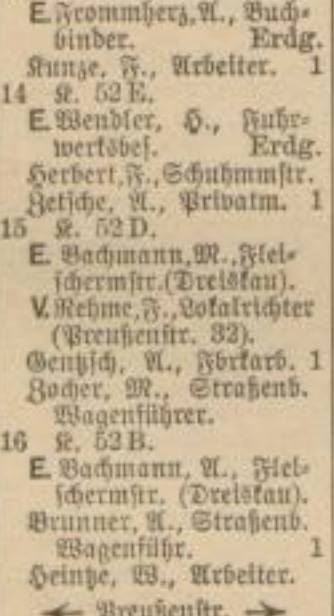 E. Frommherz, A., Buch-
binder. Erdg.
Kunze, F., Arbeiter. 1
14 K. 52 E.
E. Wendler, H., Fuhr-
werksbes. Erdg.
Herbert, F., Schuhmmstr.
Zetsche, A., Privatm. 1
15 K. 52 D.
E. Bachmann, M., Flei-
schermstr. (Dreiskau).
V. Rehme, F., Lokalrichter
(Preußenstr. 32).
Gentzsch, A., Fbrkarb. 1
Zocher, M., Straßenb.
Wagenführer.
16 K. 52 B.
E. Bachmann, A., Flei-
schermstr. (Dreiskau).
Brunner, A., Straßenb.
Wagenführ. 1
Heintze, W., Arbeiter.
← Preußenstr. →